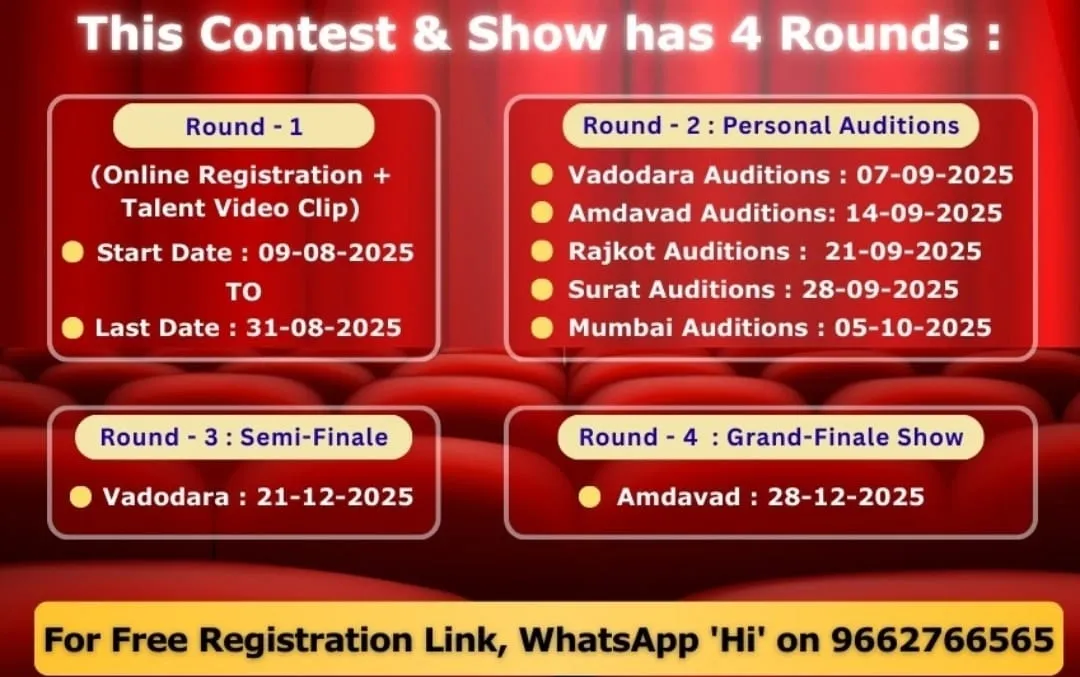 This Contest & Show has 4 Rounds :
Round - 1
(Online Registration +
Talent Video Clip)
Start Date : 09-08-2025
TO
Last Date : 31-08-2025
Round - 2 : Personal Auditions
Vadodara Auditions : 07-09-2025
Amdavad Auditions: 14-09-2025
Rajkot Auditions : 21-09-2025
Surat Auditions : 28-09-2025
Mumbai Auditions : 05-10-2025
Round - 3 : Semi-Finale
Vadodara : 21-12-2025
Round - 4 : Grand-Finale Show
Amdavad : 28-12-2025
For Free Registration Link, WhatsApp 'Hi' on 9662766565